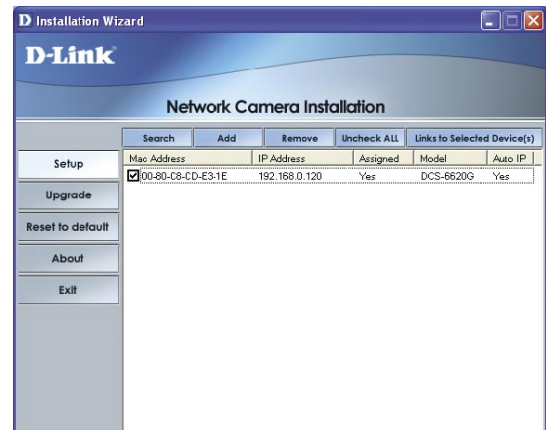 D Installation Wizard
D-Link
Network Camera Installation
Search Add Remove Uncheck ALL Links to Selected Device(s)
Mac Address IP Address Assigned Model Auto IP
00-80-C8-CD-E3-1E 192.168.0.120 Yes DCS-6620G Yes
Setup
Upgrade
Reset to default
About
Exit